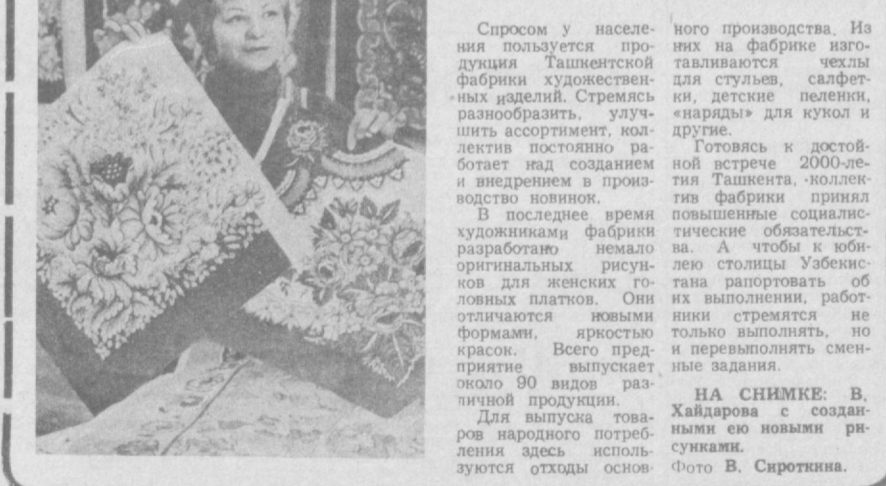 Спросом у населе-
ния пользуется про-
дукция Ташкентской
фабрики художествен-
ных изделий. Стремясь
разнообразить, улуч-
шить ассортимент, кол-
лектив постоянно ра-
ботает над созданием
и внедрением в произ-
водство новинок.
В последнее время
художниками фабрики
разработано немало
оригинальных рисун-
ков для женских го-
ловных платков. Они
отличаются новыми
формами, яркостью
красок. Всего пред-
приятие выпускает
около 90 видов раз-
личной продукции.
Для выпуска това-
ров народного потреб-
ления здесь исполь-
зуются отходы основ-
ного производства. Из
них на фабрике изго-
тавливаются чехлы
для стульев, салфет-
ки, детские пеленки,
«наряды» для кукол и
другие.
Готовясь к достой-
ной встрече 2000-ле-
тия Ташкента, коллек-
тив фабрики принял
повышенные социалис-
тические обязательст-
ва. А чтобы к юби-
лею столицы Узбекис-
тана рапортовать об
их выполнении, работ-
ники стремятся не
только выполнять, но
и перевыполнять смен-
ные задания.
НА СНИМКЕ: В.
Хайдарова с создан-
ными ею новыми ри-
сунками.
Фото В. Сироткина.